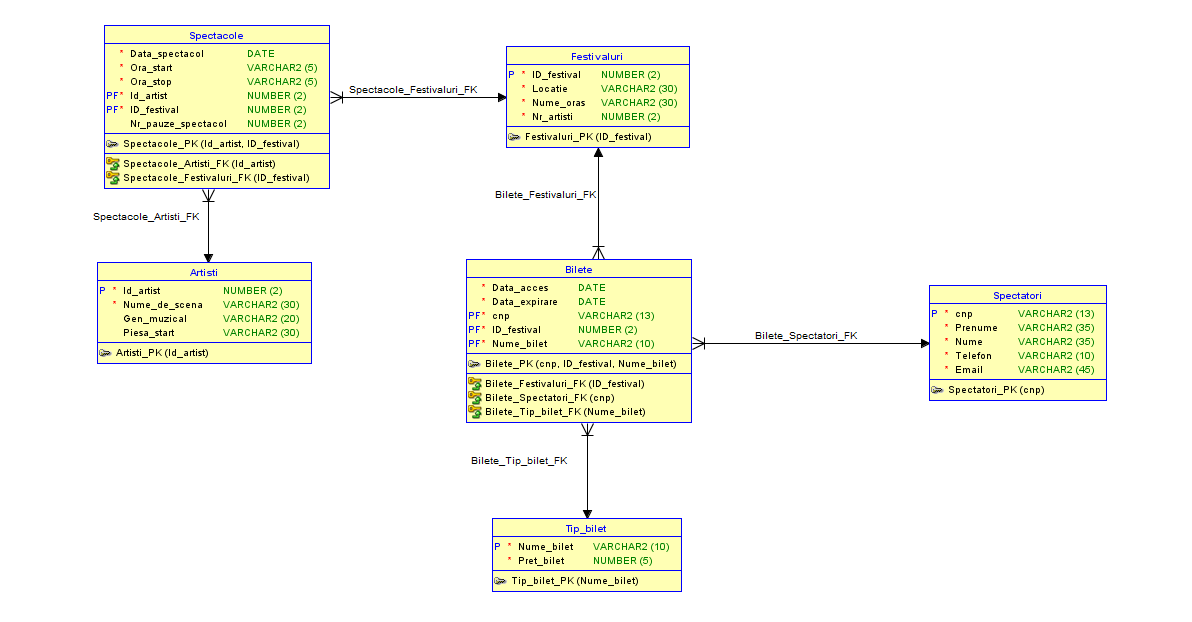 Spectacole
* Data_spectacol DATE
* Ora_start VARCHAR2 (5)
* Ora_stop VARCHAR2 (5)
PF* Id_artist NUMBER (2)
PF* ID_festival NUMBER (2)
Nr_pauze_spectacol NUMBER (2)
Spectacole_PK (Id_artist, ID_festival)
Spectacole_Artisti_FK (Id_artist)
Spectacole_Festivaluri_FK (ID_festival)
Spectacole_Festivaluri_FK
Festivaluri
P * ID_festival NUMBER (2)
* Locatie VARCHAR2 (30)
* Nume_oras VARCHAR2 (30)
* Nr_artisti NUMBER (2)
Festivaluri_PK (ID_festival)
Bilete_Festivaluri_FK
Spectacole_Artisti_FK
Artisti
P * Id_artist NUMBER (2)
* Nume_de_scena VARCHAR2 (30)
Gen_muzical VARCHAR2 (20)
Piesa_start VARCHAR2 (30)
Artisti_PK (Id_artist)
Bilete
* Data_acces DATE
* Data_expirare DATE
PF* cnp VARCHAR2 (13)
PF* ID_festival NUMBER (2)
PF* Nume_bilet VARCHAR2 (10)
Bilete_PK (cnp, ID_festival, Nume_bilet)
Bilete_Festivaluri_FK (ID_festival)
Bilete_Spectatori_FK (cnp)
Bilete_Tip_bilet_FK (Nume_bilet)
Bilete_Spectatori_FK
Spectatori
P * cnp VARCHAR2 (13)
* Prenume VARCHAR2 (35)
* Nume VARCHAR2 (35)
* Telefon VARCHAR2 (10)
* Email VARCHAR2 (45)
Spectatori_PK (cnp)
Bilete_Tip_bilet_FK
Tip_bilet
P * Nume_bilet VARCHAR2 (10)
* Pret_bilet NUMBER (5)
Tip_bilet_PK (Nume_bilet)